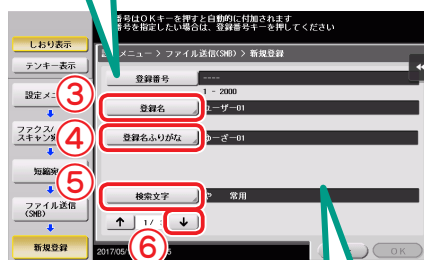 番号はOKキーを押すと自動的に付加されます
番号を指定したい場合は、登録番号キーを押してください
しおり表示
メニュー > ファイル送信(SMB) > 新規登録
テンキー表示
登録番号
----
1 - 2000
設定メニ
③
登録名
ーザー01
ファクス/
スキャン
④
登録名ふりがな
ーざー01
短縮
⑤
検索文字
常用
ファイル送信
(SMB)
↑
1/
↓
⑥
新規登録
2017/05/
OK